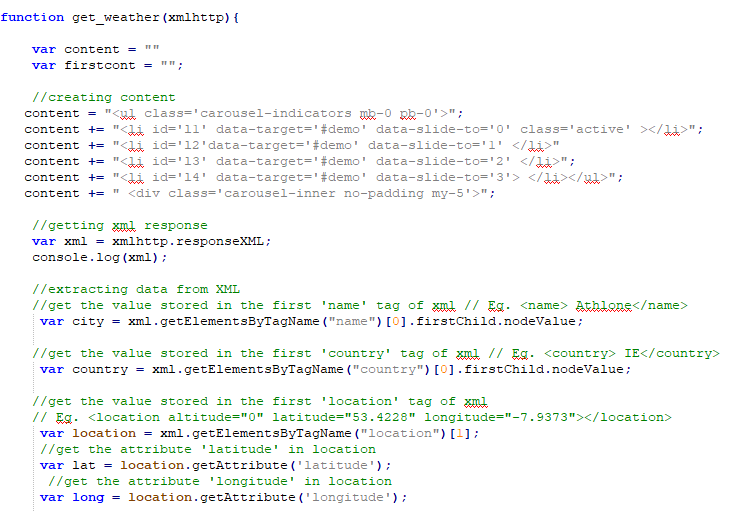 function get_weather(xmlhttp){
var content = ""
var firstcont = "";
//creating content
content = "<ul class='carousel-indicators mb-0 pb-0'>";
content += "<li id='l1' data-target='#demo' data-slide-to='0' class='active' ></li>";
content += "<li id='l2'data-target='#demo' data-slide-to='1' </li>"
content += "<li id='l3' data-target='#demo' data-slide-to='2' </li>";
content += "<li id='l4' data-target='#demo' data-slide-to='3'> </li></ul>";
content += " <div class='carousel-inner no-padding my-5'>";
//getting xml response
var xml = xmlhttp.responseXML;
console.log(xml);
//extracting data from XML
//get the value stored in the first 'name' tag of xml // Eg. <name> Athlone</name>
var city = xml.getElementsByTagName("name")[0].firstChild.nodeValue;
//get the value stored in the first 'country' tag of xml // Eg. <country> IE</country>
var country = xml.getElementsByTagName("country")[0].firstChild.nodeValue;
//get the value stored in the first 'location' tag of xml
// Eg. <location altitude="0" latitude="53.4228" longitude="-7.9373"></location>
var location = xml.getElementsByTagName("location")[1];
//get the attribute 'latitude' in location
var lat = location.getAttribute('latitude');
//get the attribute 'longitude' in location
var long = location.getAttribute('longitude');